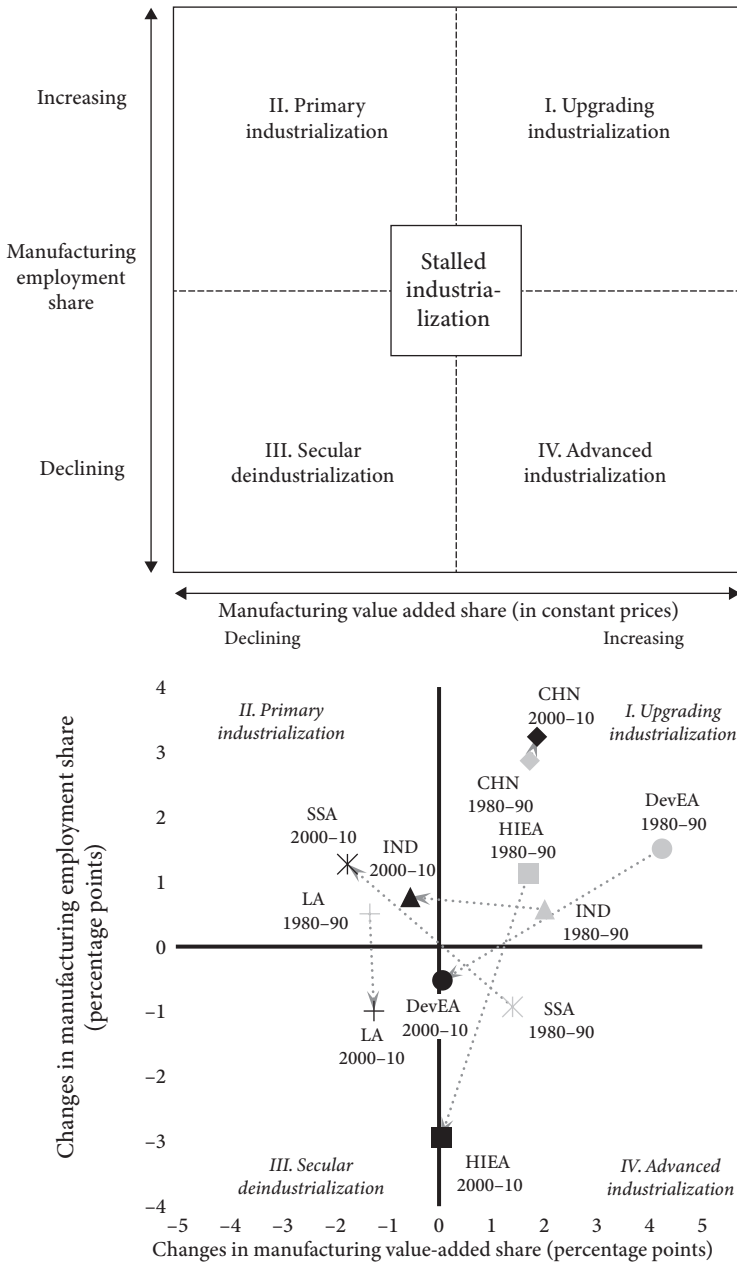 Increasing
II. Primary
industrialization
I. Upgrading
industrialization
Manufacturing
employment
share
Stalled
industria-
lization
Declining
III. Secular
deindustrialization
IV. Advanced
industrialization
Manufacturing value added share (in constant prices)
Declining
Increasing
Changes in manufacturing employment share
(percentage points)
4
3
2
1
0
–1
–2
–3
–4
II. Primary
industrialization
CHN
2000–10
I. Upgrading
industrialization
CHN
1980–90
DevEA
1980–90
SSA
2000–10
HIEA
1980–90
IND
2000–10
LA
1980–90
IND
1980–90
DevEA
2000–10
SSA
1980–90
LA
2000–10
III. Secular
deindustrialization
HIEA
2000–10
IV. Advanced
industrialization
–5 –4 –3 –2 –1 0 1 2 3 4 5
Changes in manufacturing value-added share (percentage points)